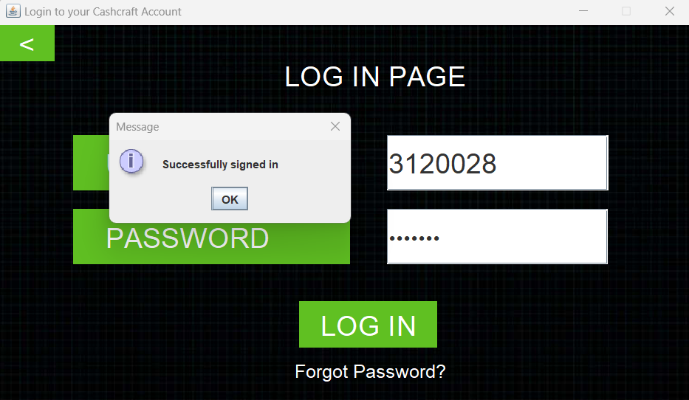 Login to your Cashcraft Account
<
LOG IN PAGE
Message
Successfully signed in
OK
3120028
PASSWORD
•••••••
LOG IN
Forgot Password?